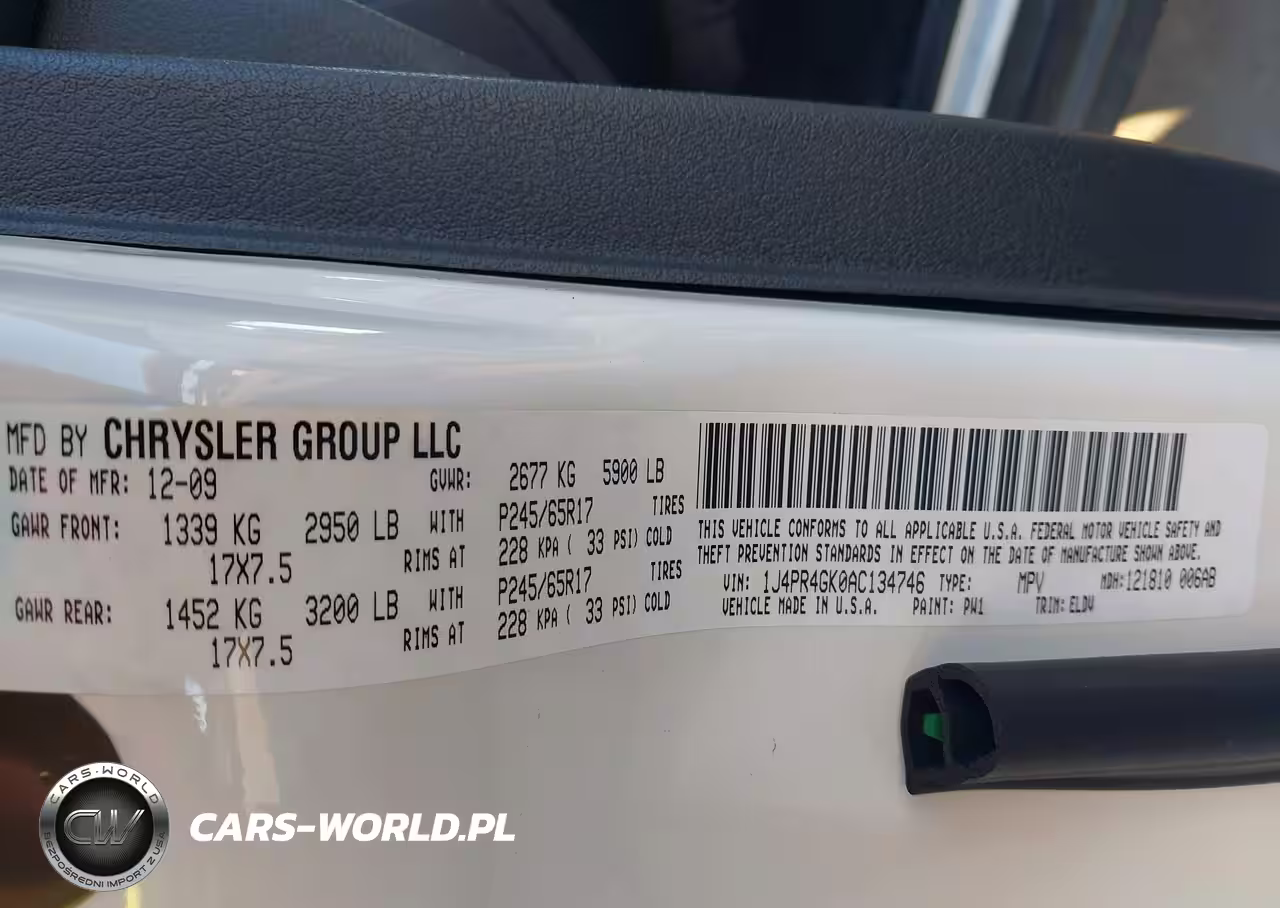 MFD BY CHRYSLER GROUP LLC
DATE OF MFR: 12-09 GVWR: 2677 KG 5900 LB
GAWR FRONT: 1339 KG 2950 LB WITH P245/65R17 TIRES
17X7.5 RIMS AT 228 KPA ( 33 PSI) COLD
GAWR REAR: 1452 KG 3200 LB WITH P245/65R17 TIRES
17X7.5 RIMS AT 228 KPA ( 33 PSI) COLD
THIS VEHICLE CONFORMS TO ALL APPLICABLE U.S.A. FEDERAL MOTOR VEHICLE SAFETY AND
THEFT PREVENTION STANDARDS IN EFFECT ON THE DATE OF MANUFACTURE SHOWN ABOVE.
VIN: 1J4PR4GK0AC134746 TYPE: MPV MDH:121810 006AB
VEHICLE MADE IN U.S.A. PAINT: PW1 TRIM: ELDV
CARS-WORLD
CW
BEZPOŚREDNI IMPORT Z USA
CARS-WORLD.PL